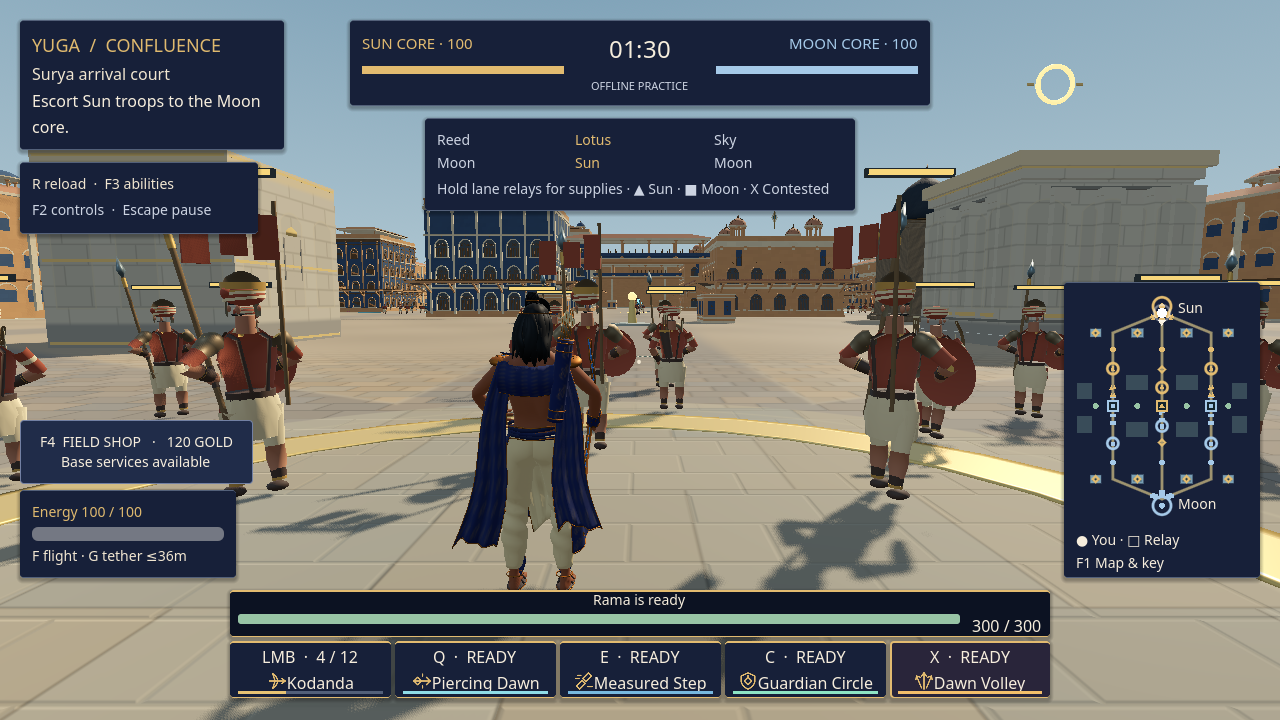 YUGA / CONFLUENCE
Surya arrival court
Escort Sun troops to the Moon
core.
SUN CORE · 100
01:30
MOON CORE · 100
OFFLINE PRACTICE
Reed
Lotus
Sky
Moon
Sun
Moon
Hold lane relays for supplies · ▲ Sun · ■ Moon · X Contested
R reload · F3 abilities
F2 controls · Escape pause
Sun
Moon
● You · □ Relay
F1 Map & key
F4 FIELD SHOP · 120 GOLD
Base services available
Energy 100 / 100
F flight · G tether ≤36m
Rama is ready
300 / 300
LMB · 4 / 12
Kodanda
Q · READY
Piercing Dawn
E · READY
Measured Step
C · READY
Guardian Circle
X · READY
Dawn Volley